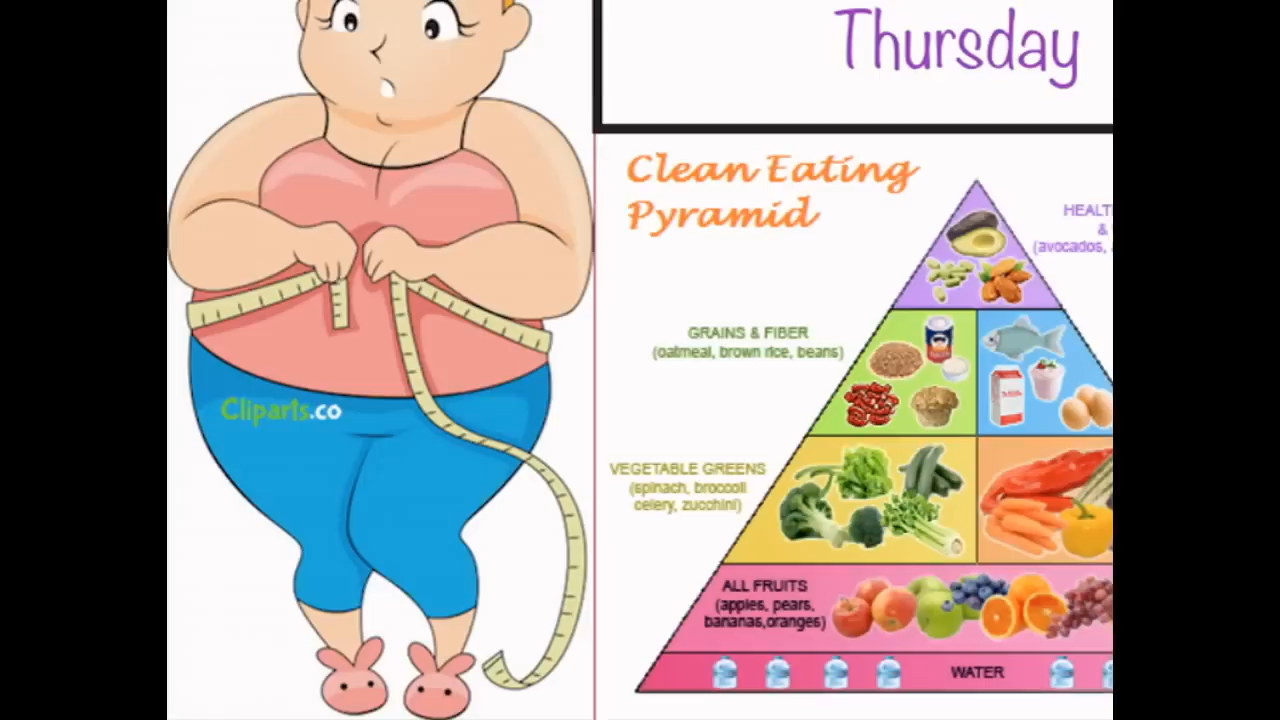 Thursday
Clean Eating
Pyramid
(avocados,
GRAINS & FIBER
(oatmeal, brown rice, beans)
Cliparts.co
VEGETABLE GREENS
(spinach, broccoli
celery, zucchini)
ALL FRUITS
(apples, pears,
bananas,oranges)
WATER